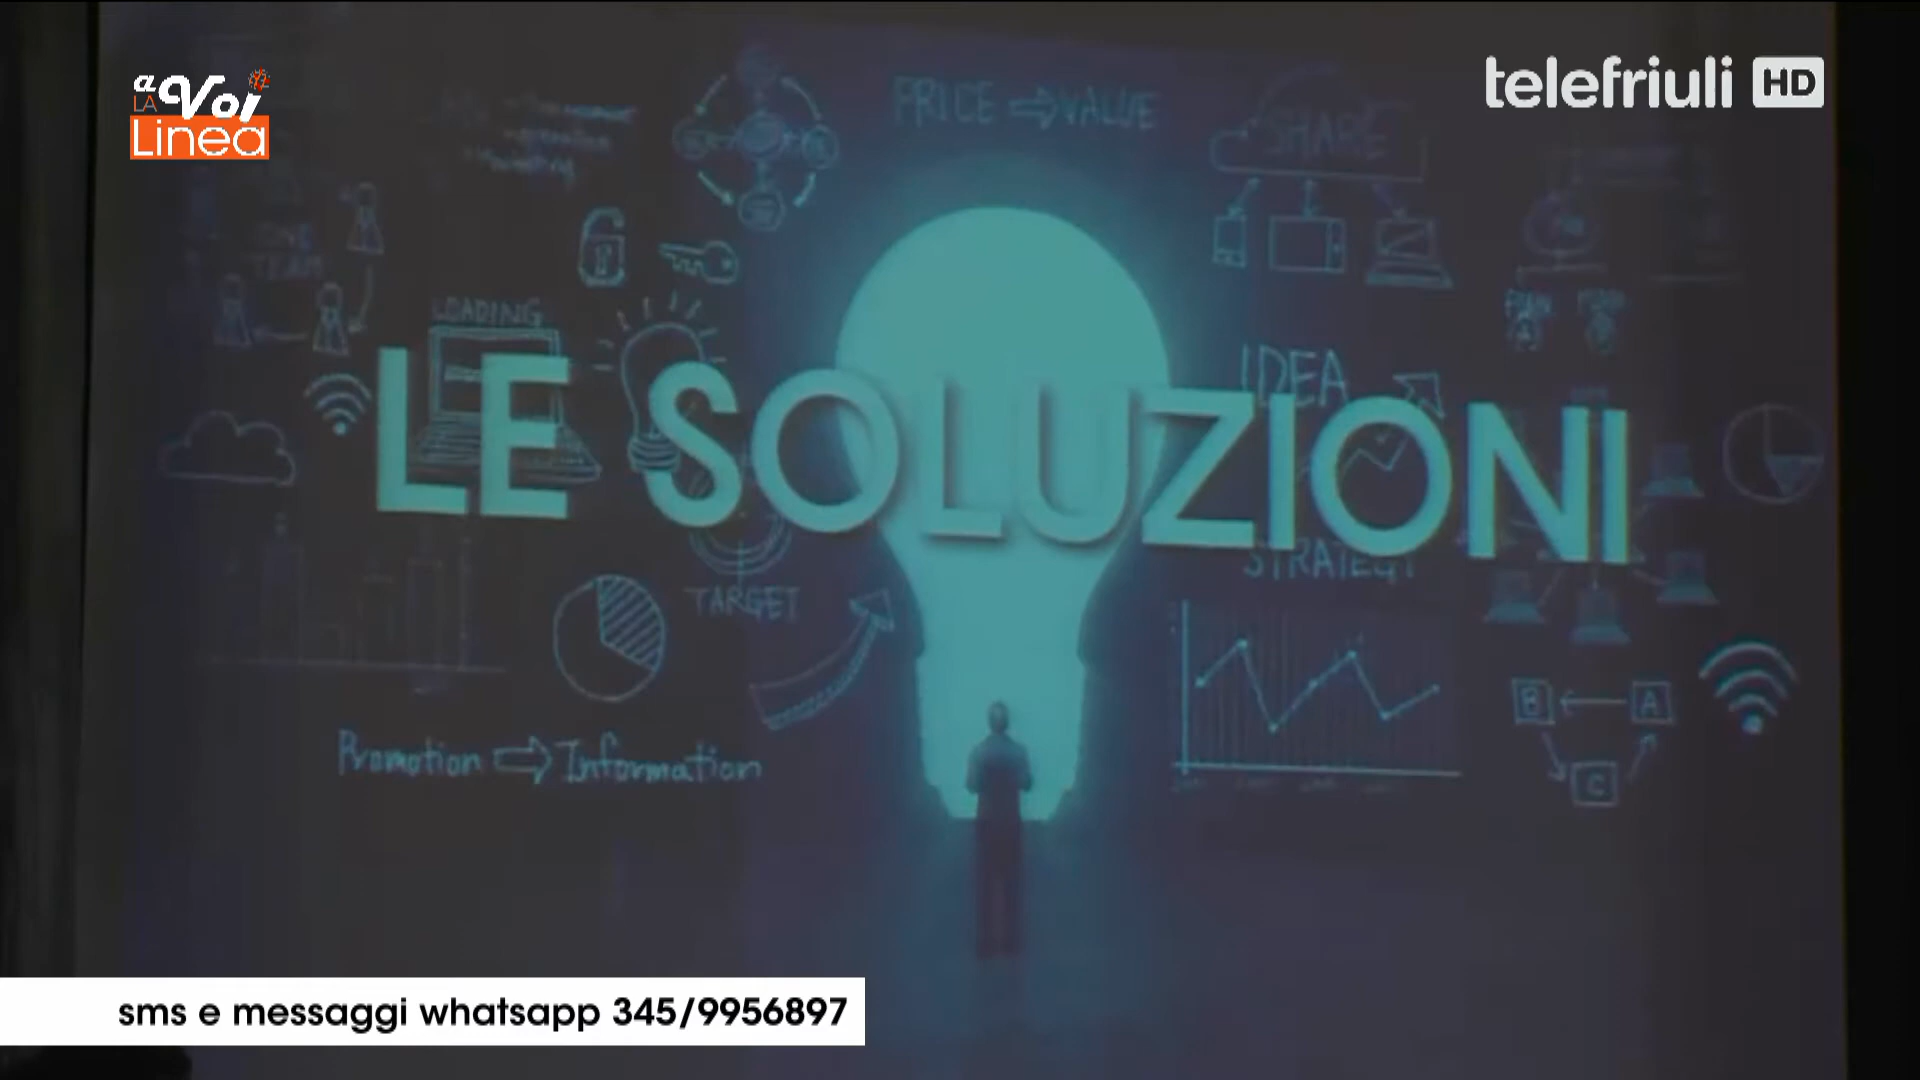 a Voi
LA
Linea
telefriuli HD
PRICE VALUE
SHARE
TEAM
LOADING
IDEA
LE SOLUZIONI
STRATEGY
TARGET
Promotion Information
B A
C
sms e messaggi whatsapp 345/9956897